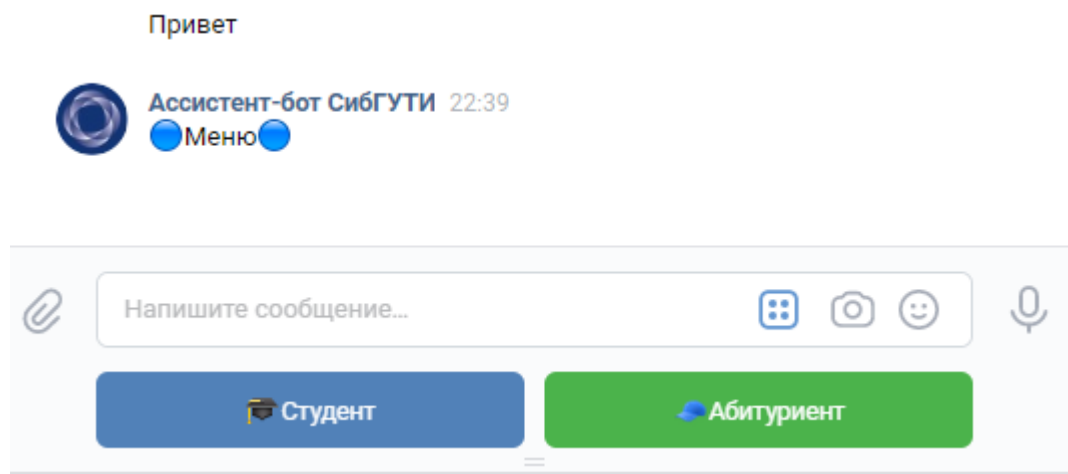 Привет
Ассистент-бот СибГУТИ 22:39
🔵Меню🔵
Напишите сообщение...
🎓Студент
🧢Абитуриент